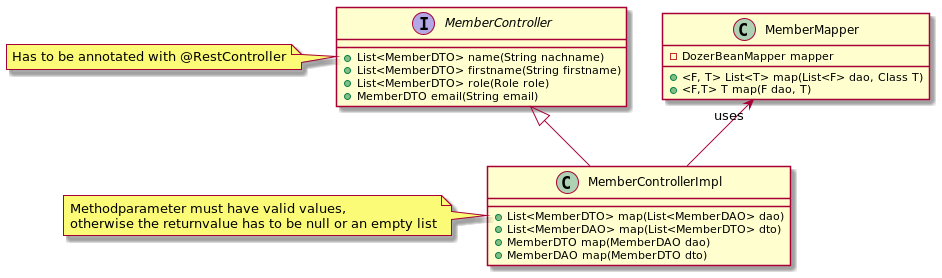 I MemberController
List<MemberDTO> name(String nachname)
List<MemberDTO> firstname(String firstname)
List<MemberDTO> role(Role role)
MemberDTO email(String email)
Has to be annotated with @RestController
C MemberMapper
DozerBeanMapper mapper
<F, T> List<T> map(List<F> dao, Class T)
<F,T> T map(F dao, T)
uses
C MemberControllerImpl
List<MemberDTO> map(List<MemberDAO> dao)
List<MemberDAO> map(List<MemberDTO> dto)
MemberDTO map(MemberDAO dao)
MemberDAO map(MemberDTO dto)
Methodparameter must have valid values,
otherwise the returnvalue has to be null or an empty list